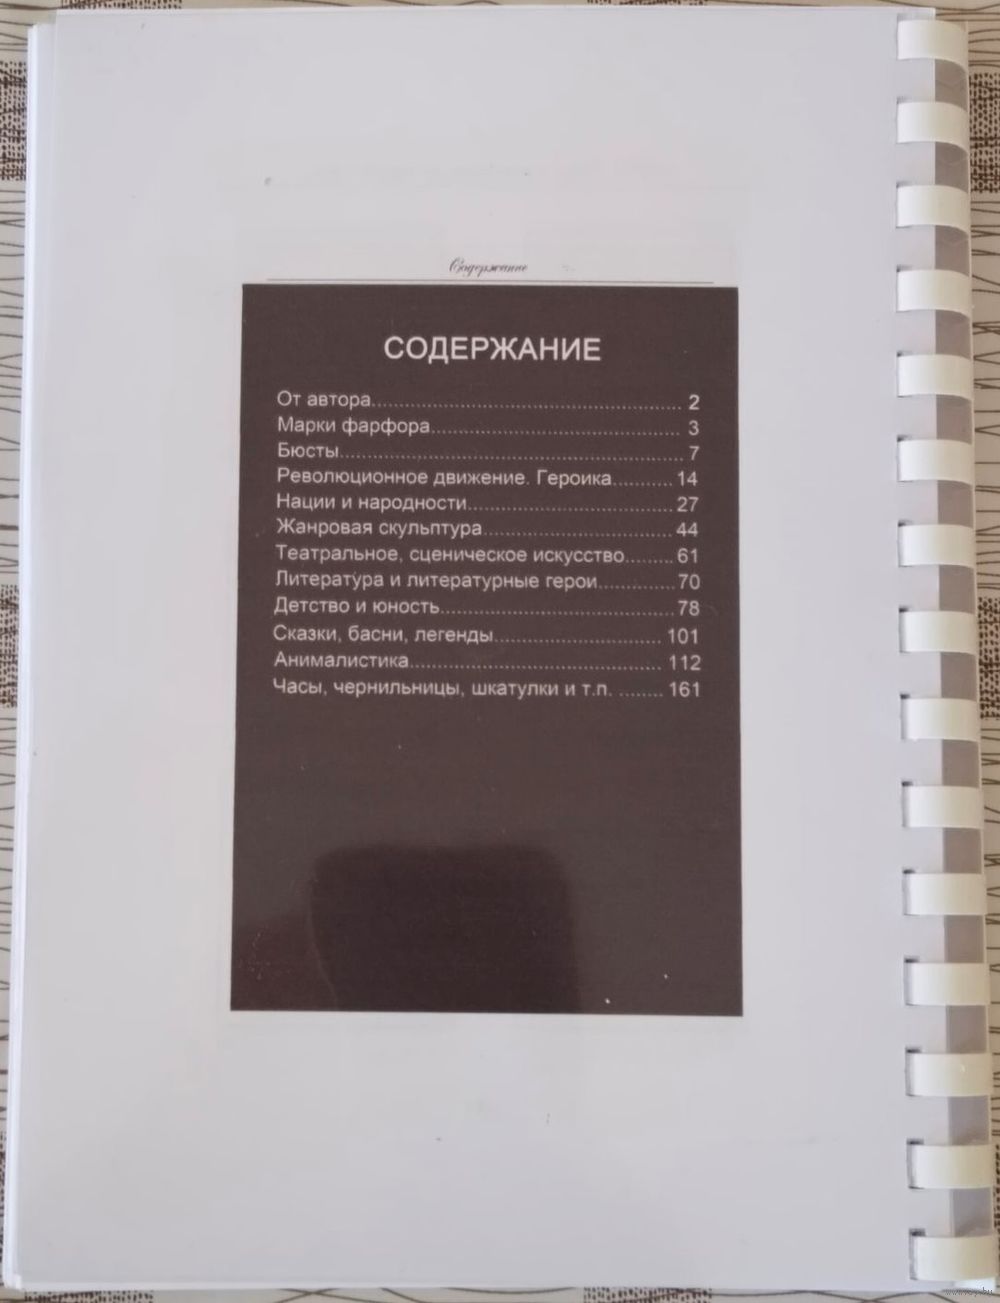 Содержание
СОДЕРЖАНИЕ
От автора.......................................................... 2
Марки фарфора............................................... 3
Бюсты................................................................ 7
Революционное движение. Героика........... 14
Нации и народности...................................... 27
Жанровая скульптура................................... 44
Театральное, сценическое искусство......... 61
Литература и литературные герои.............. 70
Детство и юность........................................... 78
Сказки, басни, легенды............................... 101
Анималистика............................................... 112
Часы, чернильницы, шкатулки и т.п. ........ 161